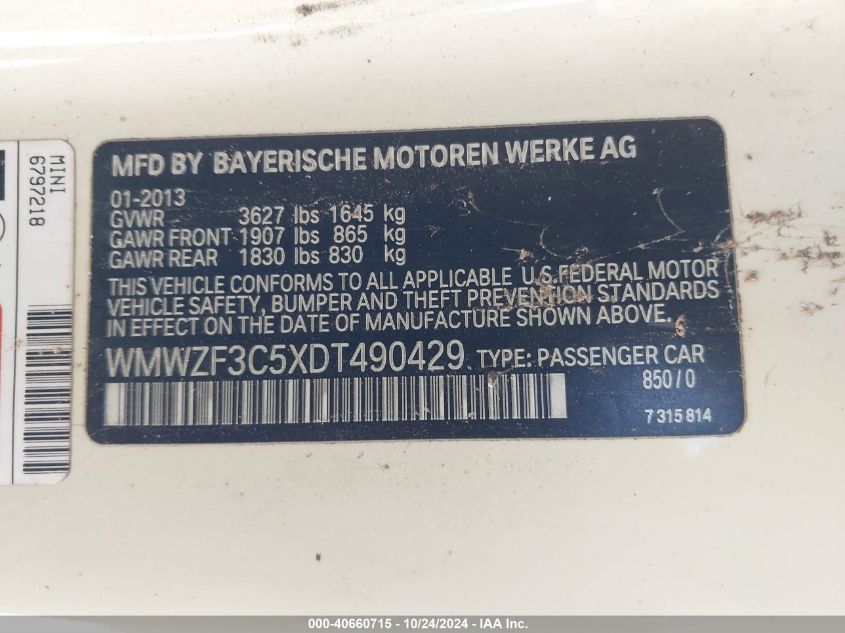 MINI
6797218
MFD BY BAYERISCHE MOTOREN WERKE AG
01-2013
GVWR 3627 lbs 1645 kg
GAWR FRONT 1907 lbs 865 kg
GAWR REAR 1830 lbs 830 kg
THIS VEHICLE CONFORMS TO ALL APPLICABLE U.S.FEDERAL MOTOR
VEHICLE SAFETY, BUMPER AND THEFT PREVENTION STANDARDS
IN EFFECT ON THE DATE OF MANUFACTURE SHOWN ABOVE.
WMWZF3C5XDT490429 TYPE: PASSENGER CAR
850/0
7 315 814
000-40660715 - 10/24/2024 - IAA Inc.